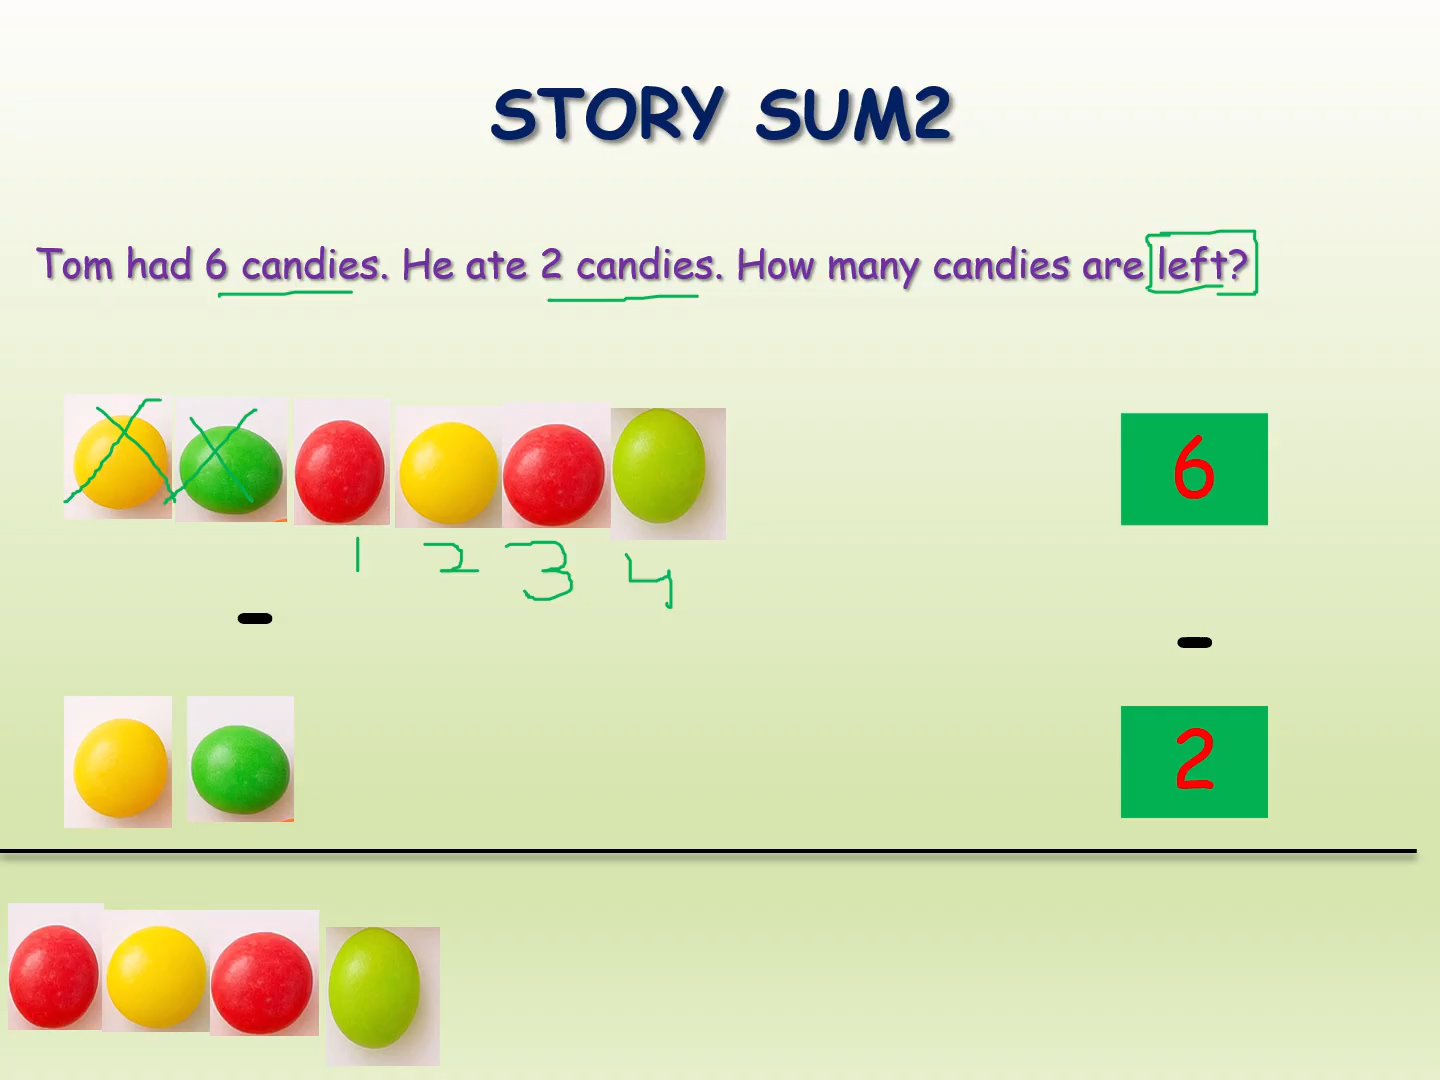 STORY SUM2
Tom had 6 candies. He ate 2 candies. How many candies are left?
6
1 2 3 4
-
-
2